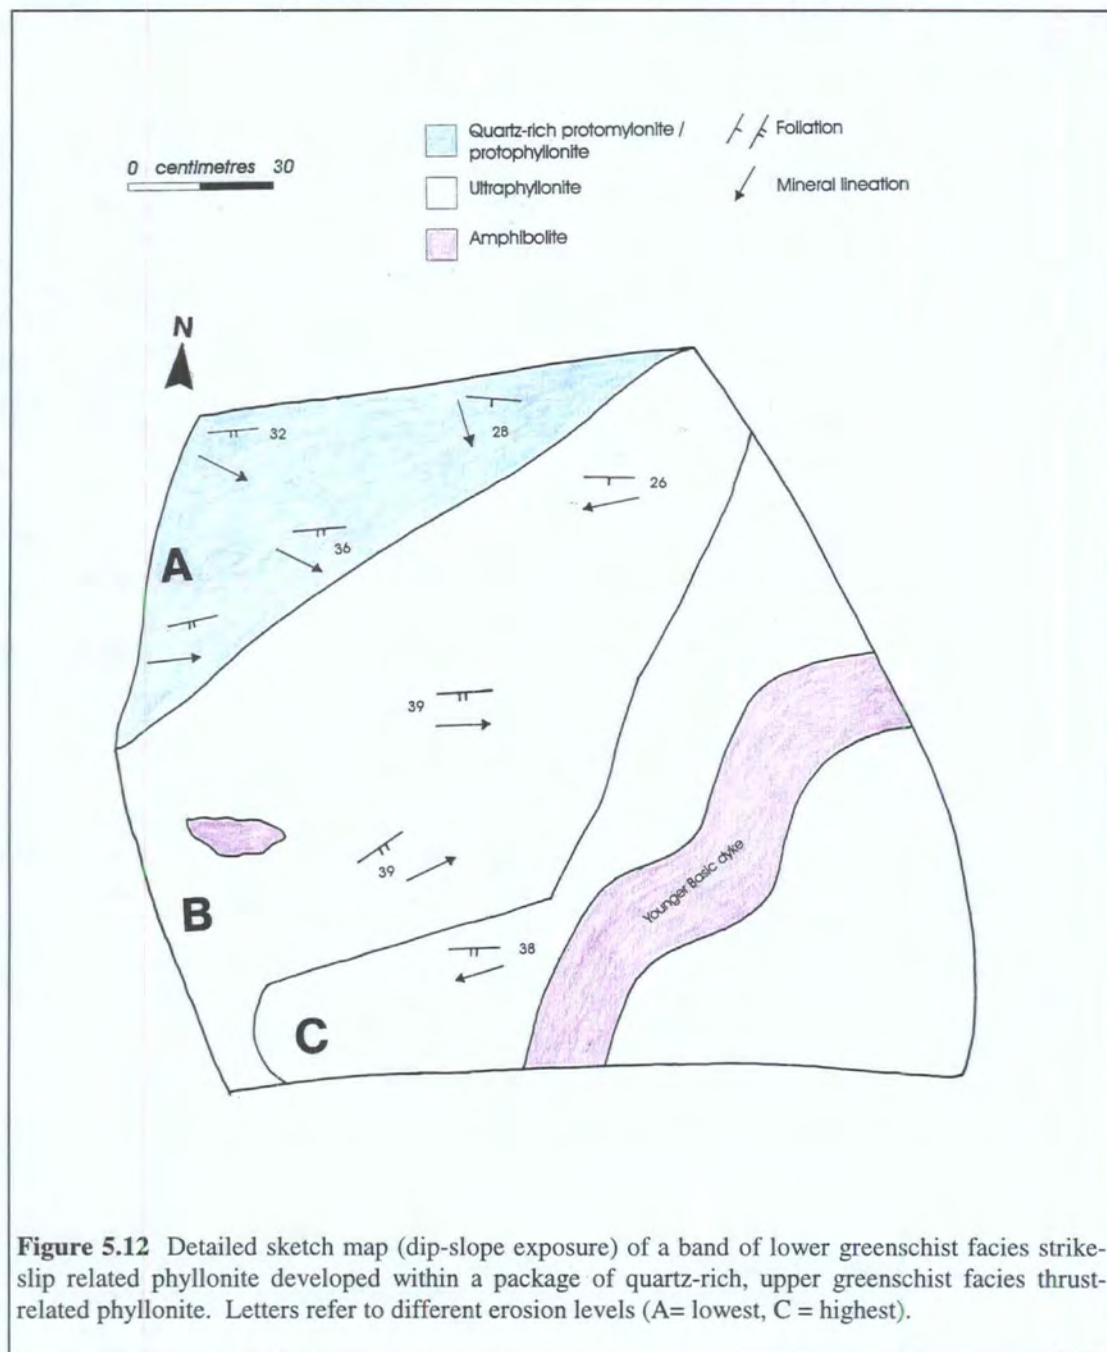 0 centimetres 30
Quartz-rich protomylonite /
protophyllonite
Ultraphyllonite
Amphibolite
Foliation
Mineral lineation
N
32
28
26
36
A
39
39
B
Younger Basic dyke
38
C
Figure 5.12 Detailed sketch map (dip-slope exposure) of a band of lower greenschist facies strike-
slip related phyllonite developed within a package of quartz-rich, upper greenschist facies thrust-
related phyllonite. Letters refer to different erosion levels (A= lowest, C = highest).